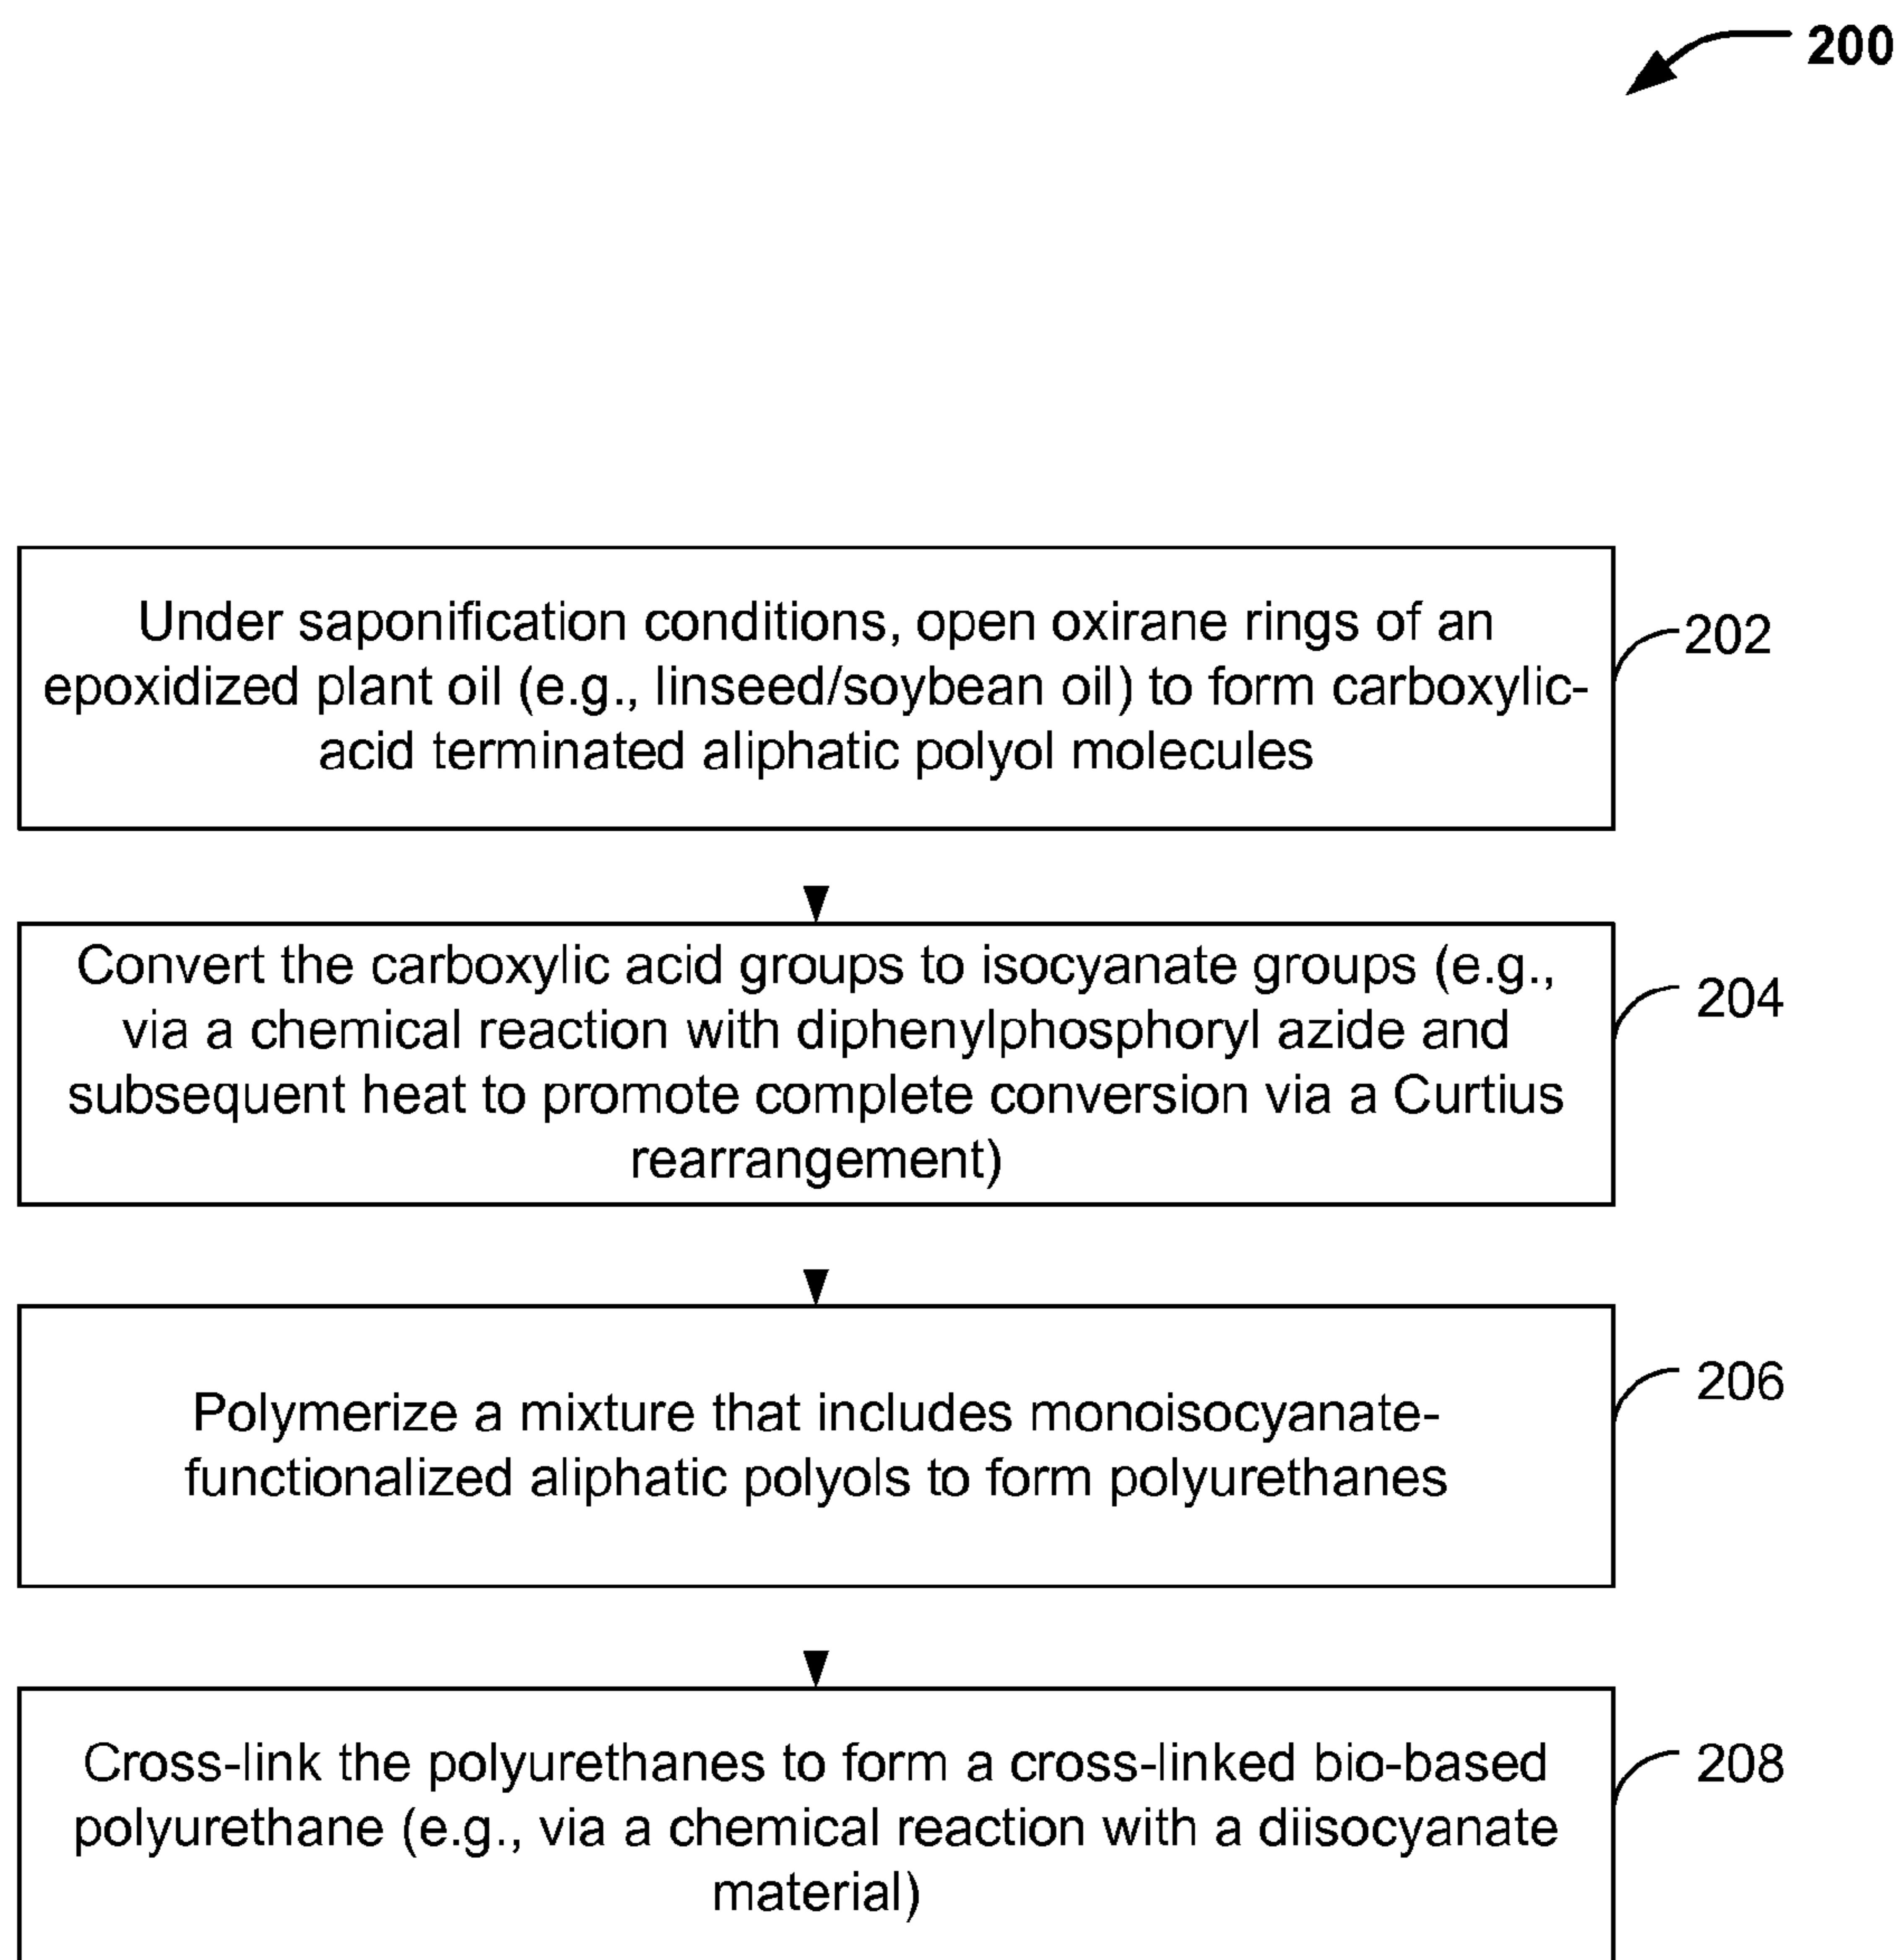 200
Under saponification conditions, open oxirane rings of an
epoxidized plant oil (e.g., linseed/soybean oil) to form carboxylic-
acid terminated aliphatic polyol molecules
202
Convert the carboxylic acid groups to isocyanate groups (e.g.,
via a chemical reaction with diphenylphosphoryl azide and
subsequent heat to promote complete conversion via a Curtius
rearrangement)
204
Polymerize a mixture that includes monoisocyanate-
functionalized aliphatic polyols to form polyurethanes
206
Cross-link the polyurethanes to form a cross-linked bio-based
polyurethane (e.g., via a chemical reaction with a diisocyanate
material)
208